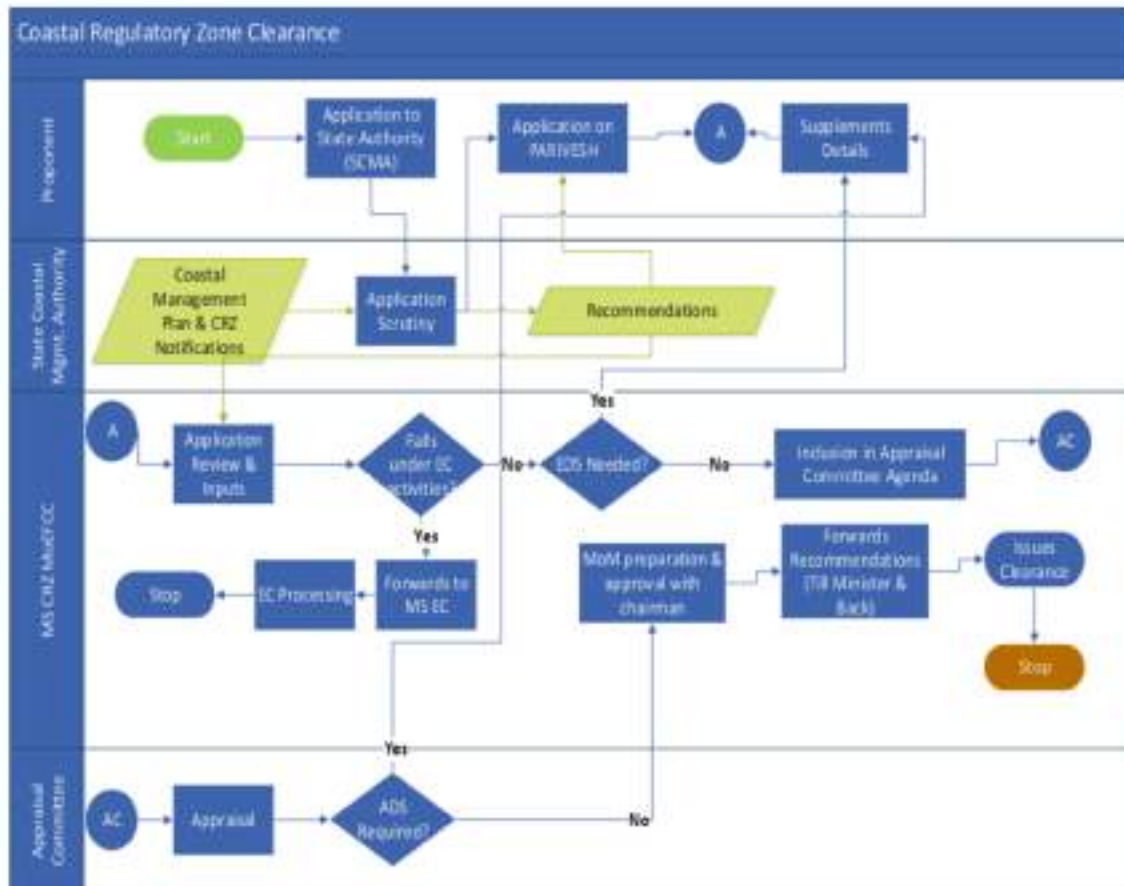 Coastal Regulatory Zone Clearance
Proponent
Start
Application to
State Authority
(SCMA)
Application on
PARIVESH
A
Supplements
Details
State Coastal
Mgmt. Authority
Coastal
Management
Plan & CRZ
Notifications
Application
Scrutiny
Recommendations
MS CRZ MoEFCC
A
Application
Review &
Inputs
Falls
under EC
activities?
No
Yes
EDS Needed?
Yes
No
Inclusion in Appraisal
Committee Agenda
AC
Stop
EC Processing
Forwards to
MS EC
MoM preparation &
approval with
chairman
Forwards
Recommendations
(Till Minister &
Back)
Issues
Clearance
Stop
Appraisal
Committee
AC
Appraisal
ADS
Required?
Yes
No